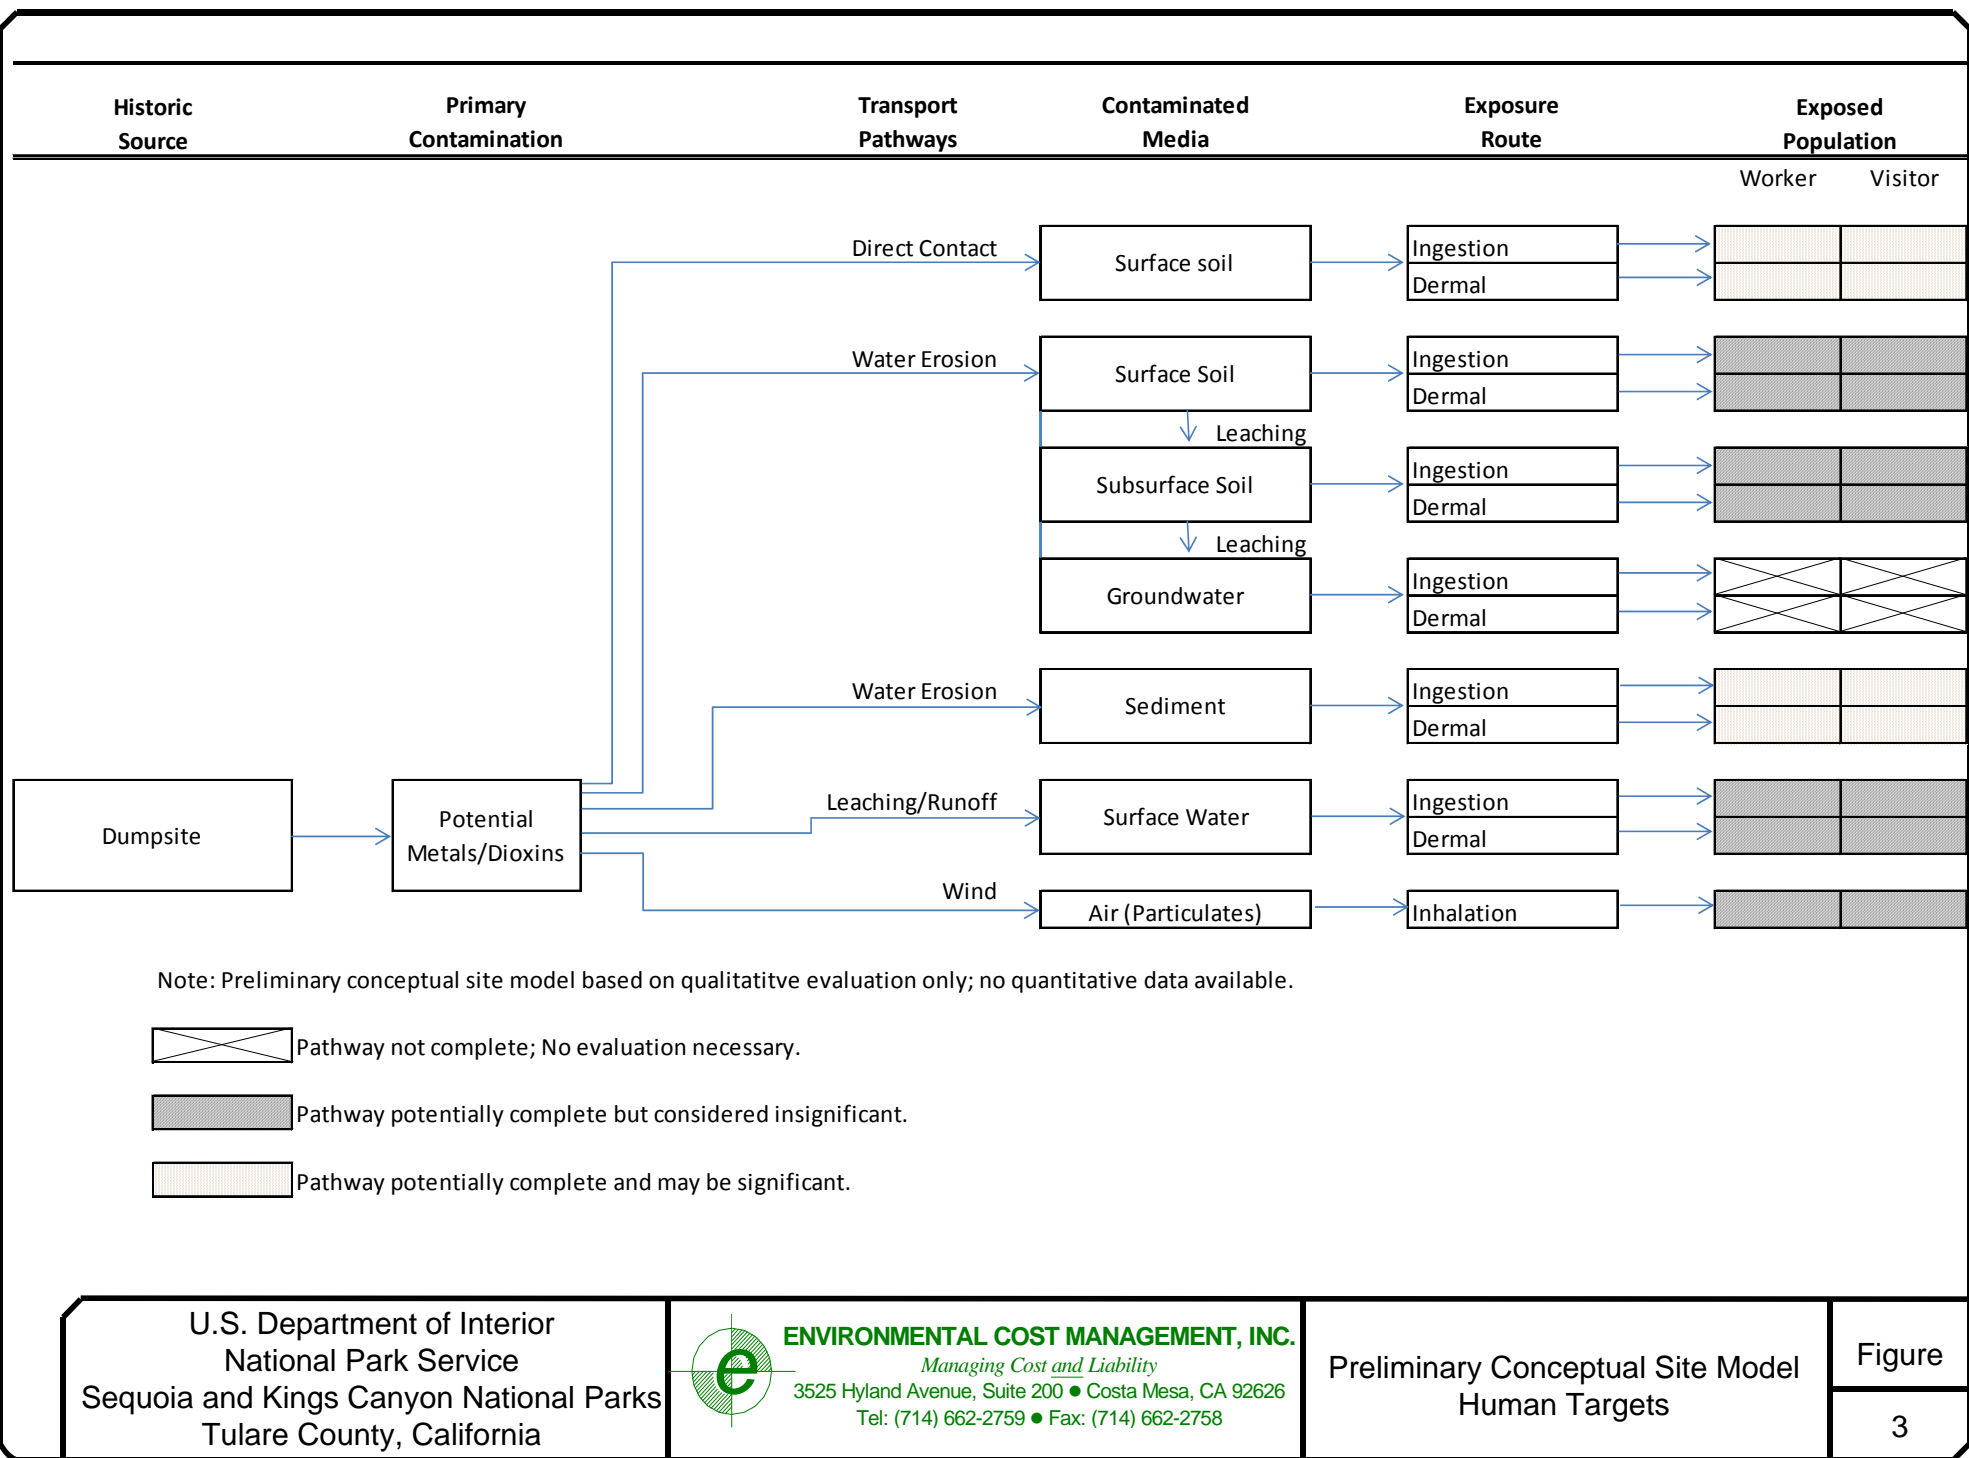 Historic
Source
Primary
Contamination
Transport
Pathways
Contaminated
Media
Exposure
Route
Exposed
Population
Worker Visitor
Direct Contact
Surface soil
Ingestion
Dermal
Water Erosion
Surface Soil
Ingestion
Dermal
Leaching
Subsurface Soil
Ingestion
Dermal
Leaching
Groundwater
Ingestion
Dermal
Water Erosion
Sediment
Ingestion
Dermal
Dumpsite
Potential
Metals/Dioxins
Leaching/Runoff
Surface Water
Ingestion
Dermal
Wind
Air (Particulates)
Inhalation
Note: Preliminary conceptual site model based on qualitatitve evaluation only; no quantitative data available.
Pathway not complete; No evaluation necessary.
Pathway potentially complete but considered insignificant.
Pathway potentially complete and may be significant.
U.S. Department of Interior
National Park Service
Sequoia and Kings Canyon National Parks
Tulare County, California
e
ENVIRONMENTAL COST MANAGEMENT, INC.
Managing Cost and Liability
3525 Hyland Avenue, Suite 200 ● Costa Mesa, CA 92626
Tel: (714) 662-2759 ● Fax: (714) 662-2758
Preliminary Conceptual Site Model
Human Targets
Figure
3